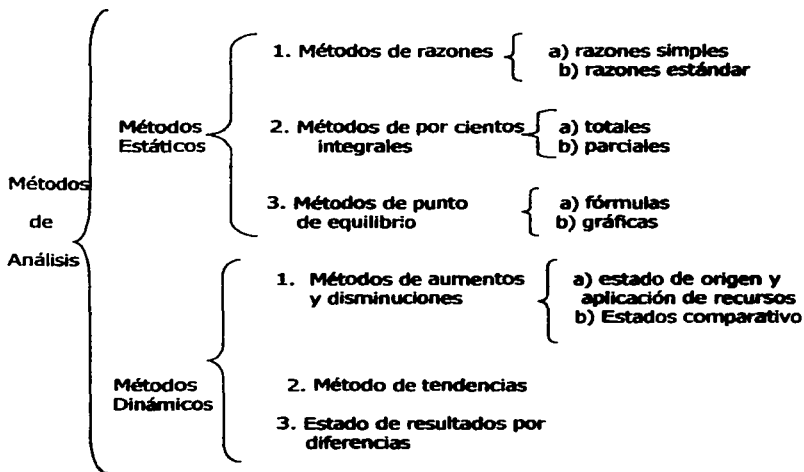 Métodos
de
Análisis
Métodos
Estáticos
1. Métodos de razones
a) razones simples
b) razones estándar
2. Métodos de por cientos
integrales
a) totales
b) parciales
3. Métodos de punto
de equilibrio
a) fórmulas
b) gráficas
Métodos
Dinámicos
1. Métodos de aumentos
y disminuciones
a) estado de origen y
aplicación de recursos
b) Estados comparativo
2. Método de tendencias
3. Estado de resultados por
diferencias